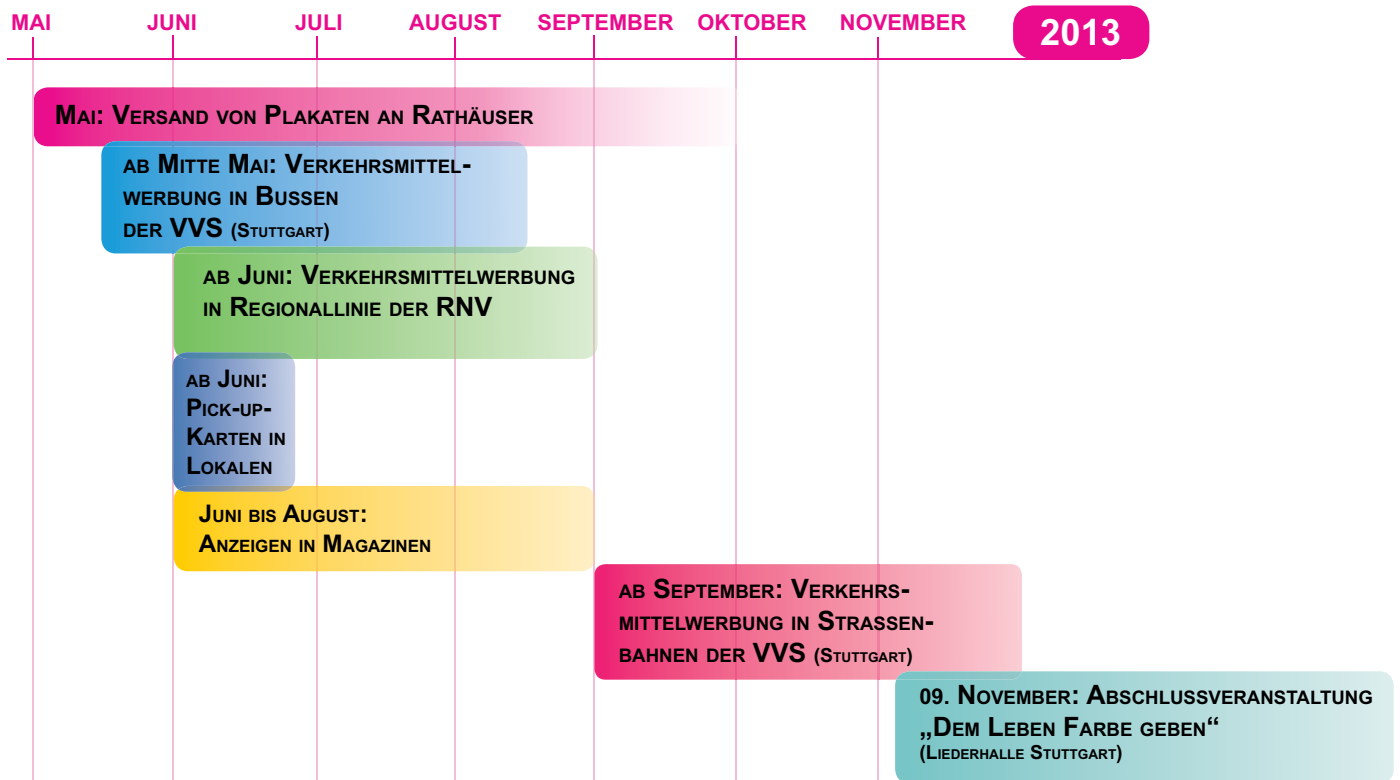 MAI JUNI JULI AUGUST SEPTEMBER OKTOBER NOVEMBER 2013
Mai: Versand von Plakaten an Rathäuser
ab Mitte Mai: Verkehrsmittel-
werbung in Bussen
der VVS (Stuttgart)
ab Juni: Verkehrsmittelwerbung
in Regionallinie der RNV
ab Juni:
Pick-up-
Karten in
Lokalen
Juni bis August:
Anzeigen in Magazinen
ab September: Verkehrs-
mittelwerbung in Strassen-
bahnen der VVS (Stuttgart)
09. November: Abschlussveranstaltung
„Dem Leben Farbe geben“
(Liederhalle Stuttgart)